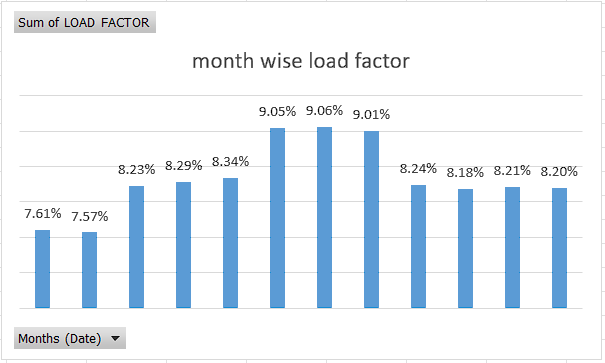 Sum of LOAD FACTOR
month wise load factor
7.61% 7.57% 8.23% 8.29% 8.34% 9.05% 9.06% 9.01% 8.24% 8.18% 8.21% 8.20%
Months (Date)